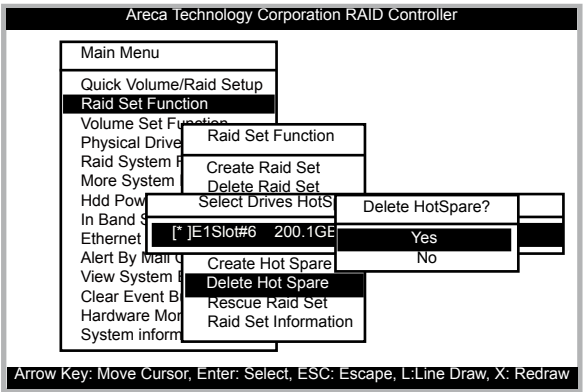 Areca Technology Corporation RAID Controller
Main Menu
Quick Volume/Raid Setup
Raid Set Function
Volume Set Function
Physical Drive
Raid System F
More System
Hdd Pow
In Band S
Ethernet
Alert By Mail C
View System E
Clear Event B
Hardware Mon
System inform
Raid Set Function
Create Raid Set
Delete Raid Set
Create Hot Spare
Delete Hot Spare
Rescue Raid Set
Raid Set Information
Select Drives HotS
[* ]E1Slot#6 200.1GB
Delete HotSpare?
Yes
No
Arrow Key: Move Cursor, Enter: Select, ESC: Escape, L:Line Draw, X: Redraw